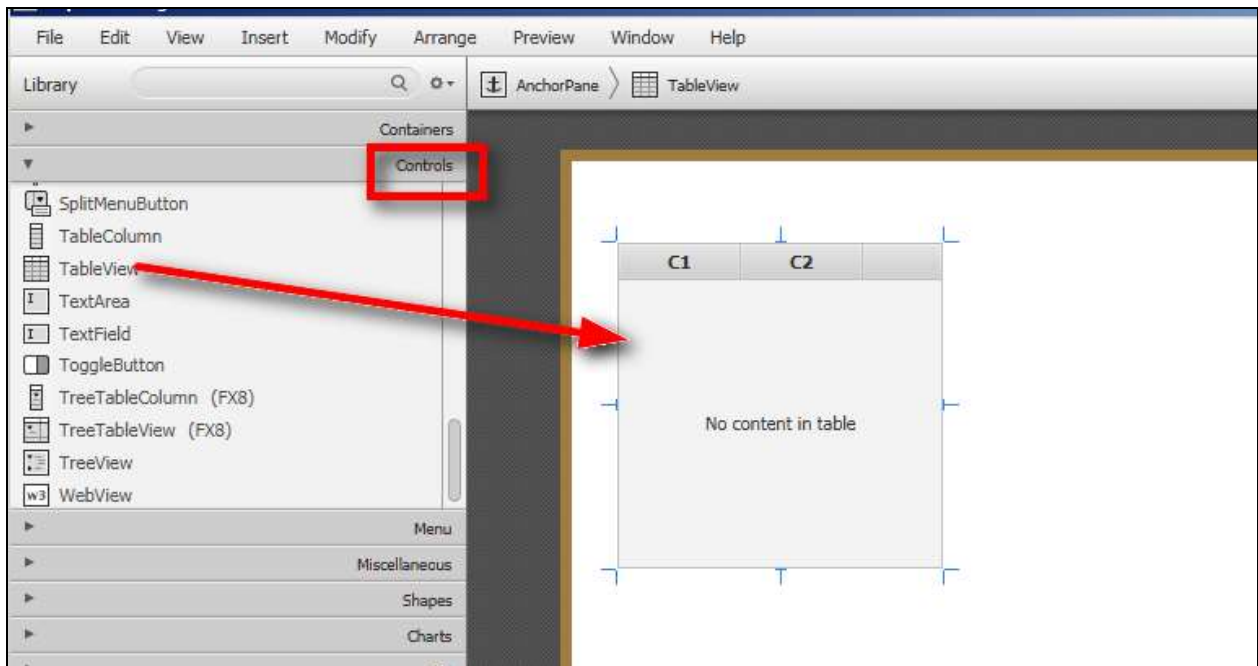 File Edit View Insert Modify Arrange Preview Window Help
Library
AnchorPane TableView
Containers
Controls
SplitMenuButton
TableColumn
TableView
TextArea
TextField
ToggleButton
TreeTableColumn (FX8)
TreeTableView (FX8)
TreeView
w3 WebView
Menu
Miscellaneous
Shapes
Charts
C1 C2
No content in table